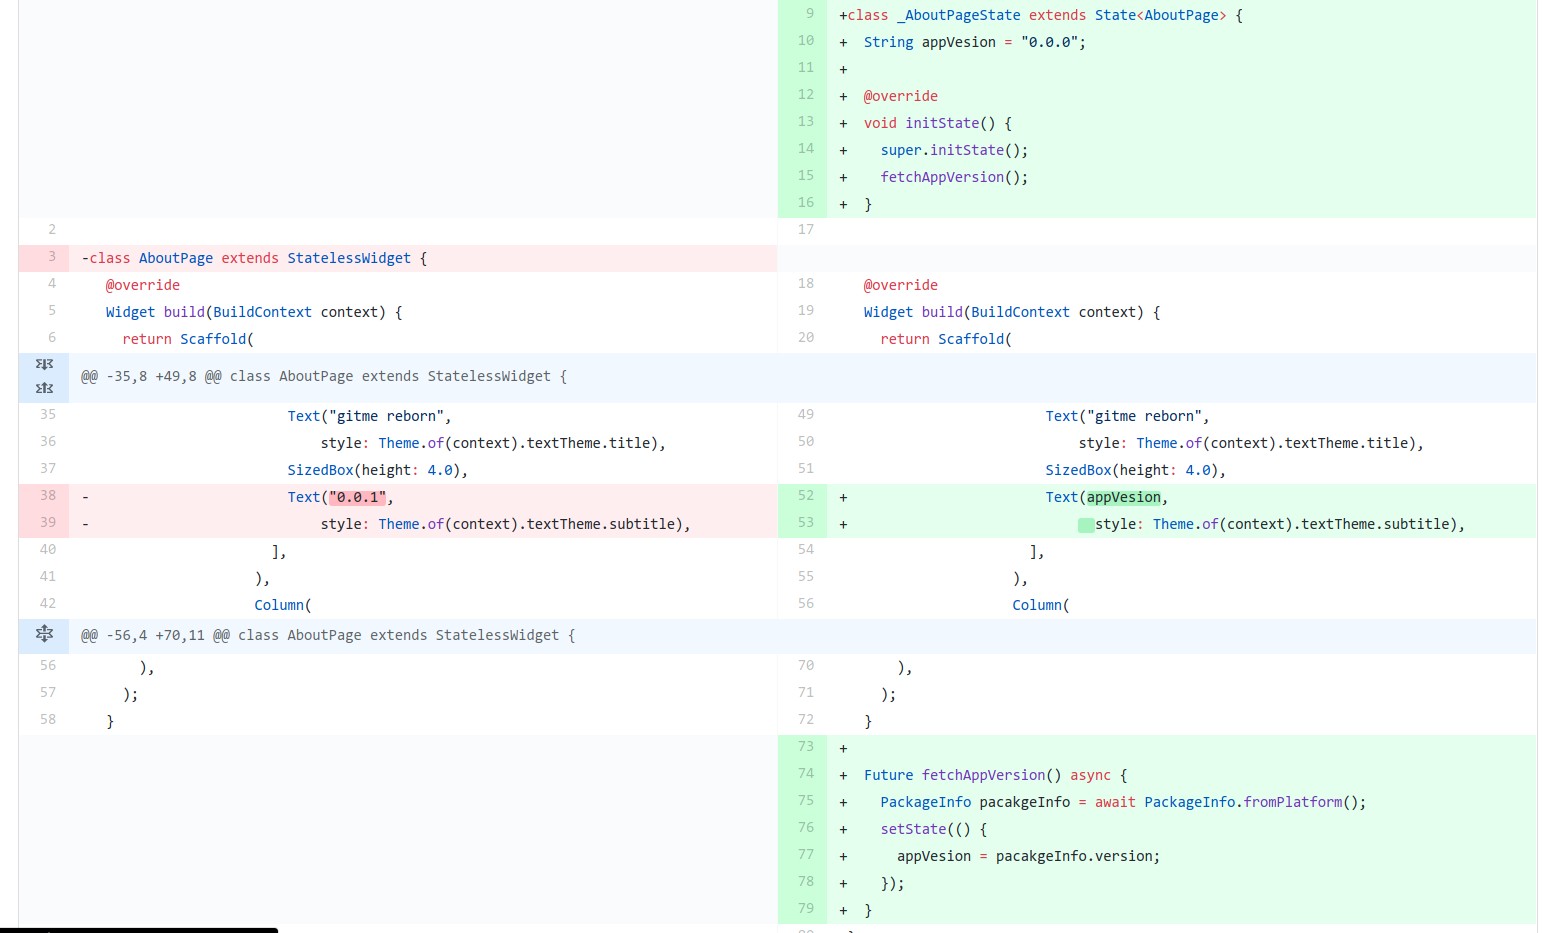 9 +class _AboutPageState extends State<AboutPage> {
10 +  String appVesion = "0.0.0";
11 +
12 +  @override
13 +  void initState() {
14 +    super.initState();
15 +    fetchAppVersion();
16 +  }
2 17
3 -class AboutPage extends StatelessWidget {
4   @override 18   @override
5   Widget build(BuildContext context) { 19   Widget build(BuildContext context) {
6     return Scaffold( 20     return Scaffold(
@@ -35,8 +49,8 @@ class AboutPage extends StatelessWidget {
35                         Text("gitme reborn", 49                         Text("gitme reborn",
36                             style: Theme.of(context).textTheme.title), 50                             style: Theme.of(context).textTheme.title),
37                         SizedBox(height: 4.0), 51                         SizedBox(height: 4.0),
38 -                        Text("0.0.1", 52 +                        Text(appVesion,
39 -                            style: Theme.of(context).textTheme.subtitle), 53 +                              style: Theme.of(context).textTheme.subtitle),
40                       ], 54                       ],
41                     ), 55                     ),
42                     Column( 56                     Column(
@@ -56,4 +70,11 @@ class AboutPage extends StatelessWidget {
56       ), 70       ),
57     ); 71     );
58   } 72   }
73 +
74 +  Future fetchAppVersion() async {
75 +    PackageInfo pacakgeInfo = await PackageInfo.fromPlatform();
76 +    setState(() {
77 +      appVesion = pacakgeInfo.version;
78 +    });
79 +  }